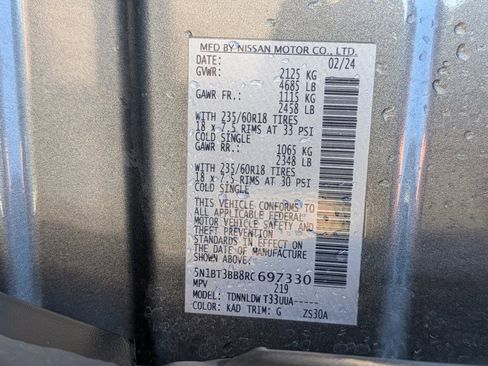 MFD BY NISSAN MOTOR CO., LTD.
DATE: 02/24
GVWR: 2125 KG
4685 LB
GAWR FR.: 1115 KG
2458 LB
WITH 235/60R18 TIRES
18 x 7.5 RIMS AT 33 PSI
COLD SINGLE
GAWR RR.: 1065 KG
2348 LB
WITH 235/60R18 TIRES
18 x 7.5 RIMS AT 30 PSI
COLD SINGLE
THIS VEHICLE CONFORMS TO
ALL APPLICABLE FEDERAL
MOTOR VEHICLE SAFETY AND
STANDARDS IN EFFECT
ON THE DATE OF MANUFACTURE
SHOWN ABOVE.
5N1BT3BB8RC697330
MPV 219
MODEL: TDNNLDW T33UUA-----
COLOR: KAD TRIM: G ZS30A